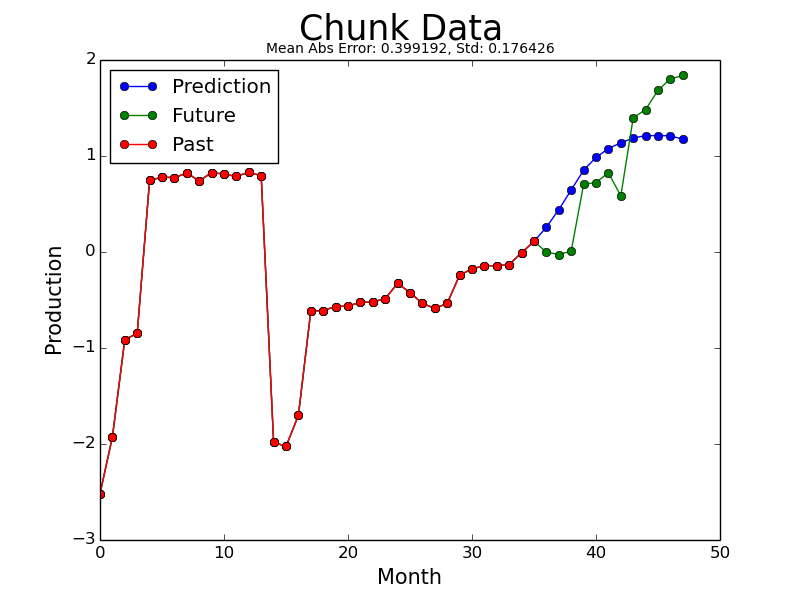 Chunk Data
Mean Abs Error: 0.399192, Std: 0.176426
Prediction
Future
Past
2
1
0
−1
−2
−3
Production
0 10 20 30 40 50
Month